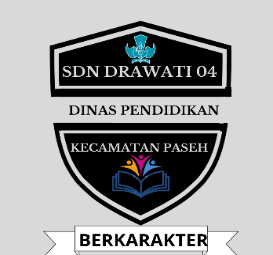 SDN DRAWATI 04
DINAS PENDIDIKAN
KECAMATAN PASEH
BERKARAKTER